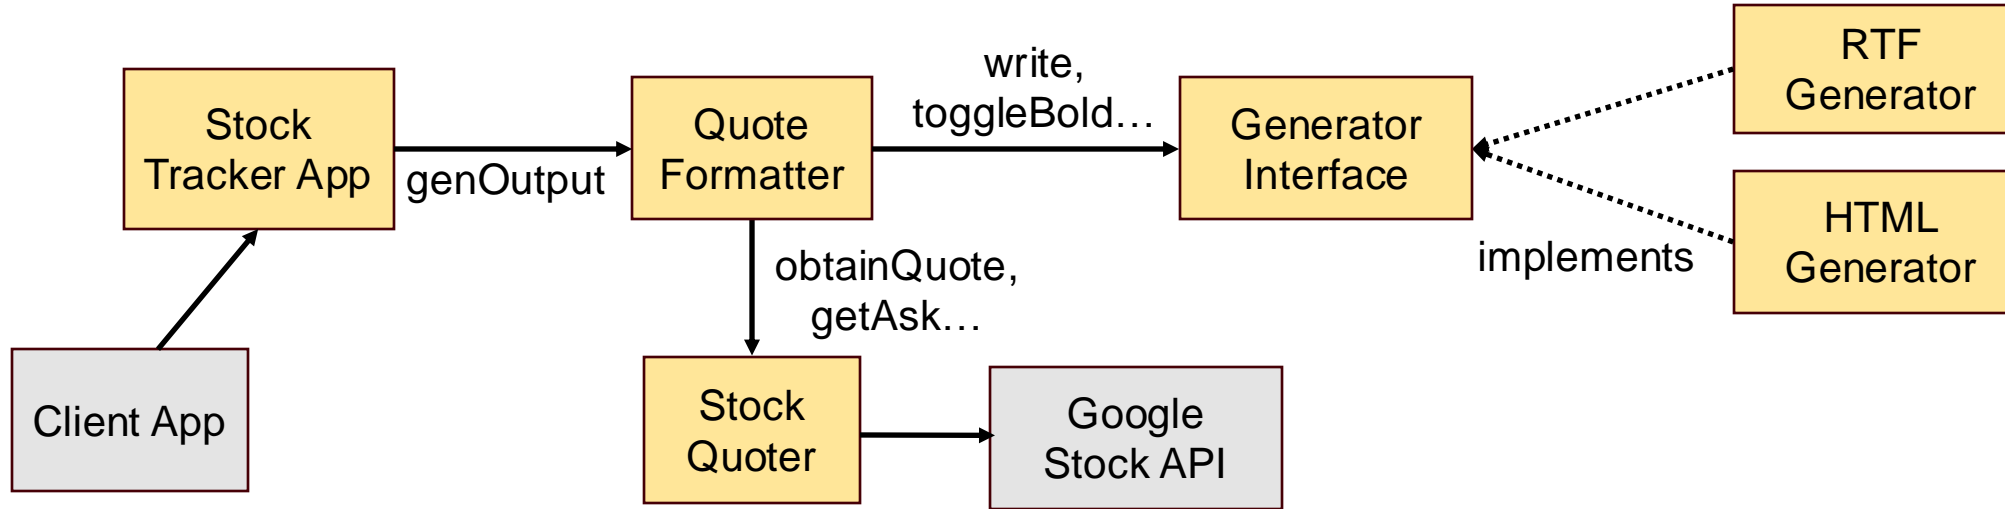 Stock
Tracker App
genOutput
Quote
Formatter
write,
toggleBold…
Generator
Interface
RTF
Generator
HTML
Generator
implements
obtainQuote,
getAsk…
Client App
Stock
Quoter
Google
Stock API